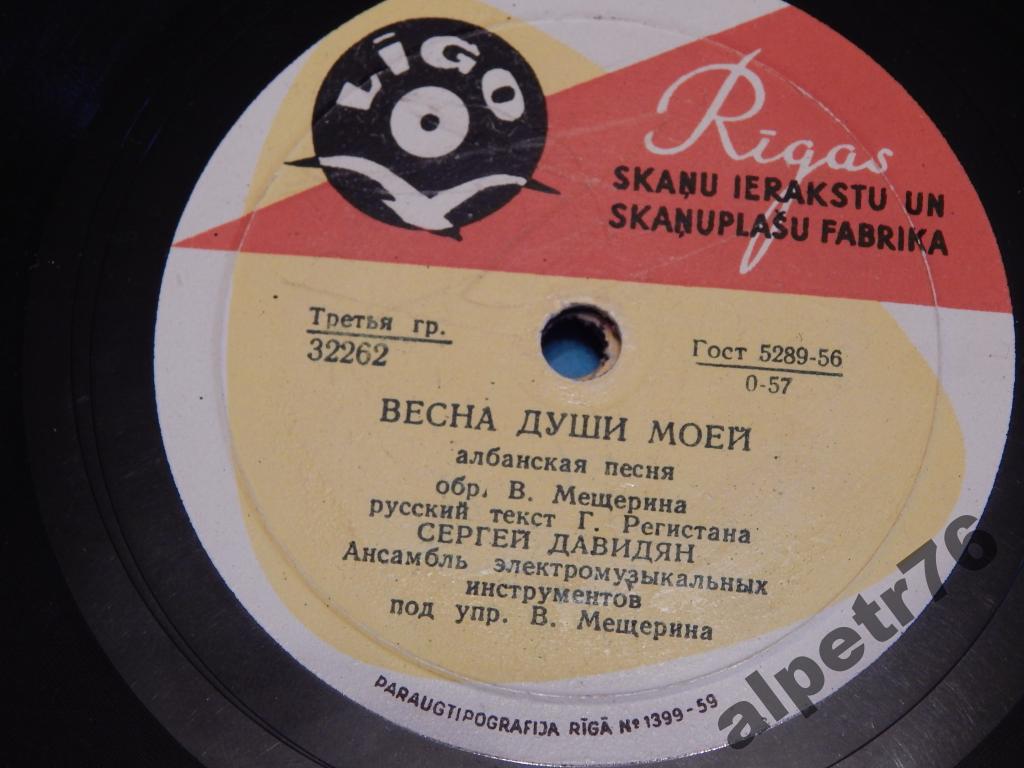 LĪGO
Rīgas
SKAŅU IERAKSTU UN
SKAŅUPLAŠU FABRIKA
Третья гр.
32262
Гост 5289-56
0-57
ВЕСНА ДУШИ МОЕЙ
албанская песня
обр. В. Мещерина
русский текст Г. Регистана
СЕРГЕЙ ДАВИДЯН
Ансамбль электромузыкальных
инструментов
под упр. В. Мещерина
PARAUGTIPOGRAFIJA RĪGĀ Nº 1399-59
alpetr76